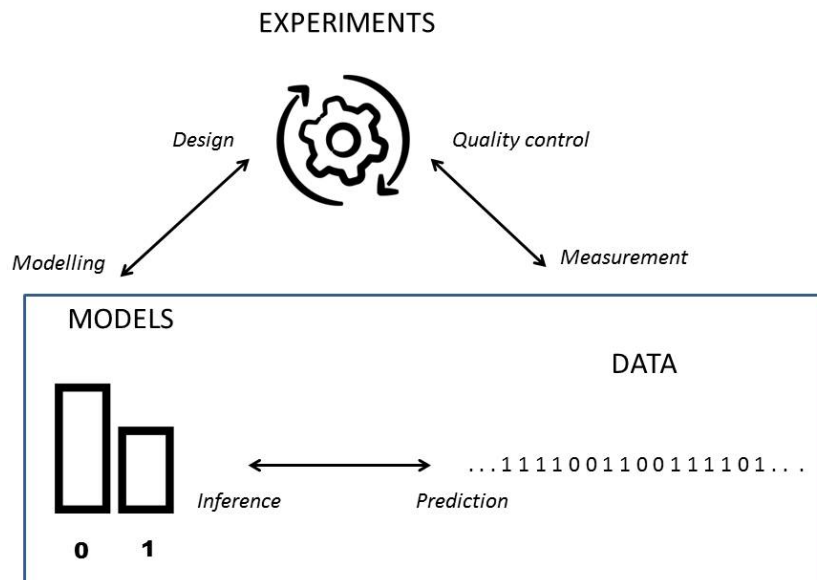 EXPERIMENTS
Design
Quality control
Modelling
Measurement
MODELS
DATA
...1111001100111101...
Inference
Prediction
0 1